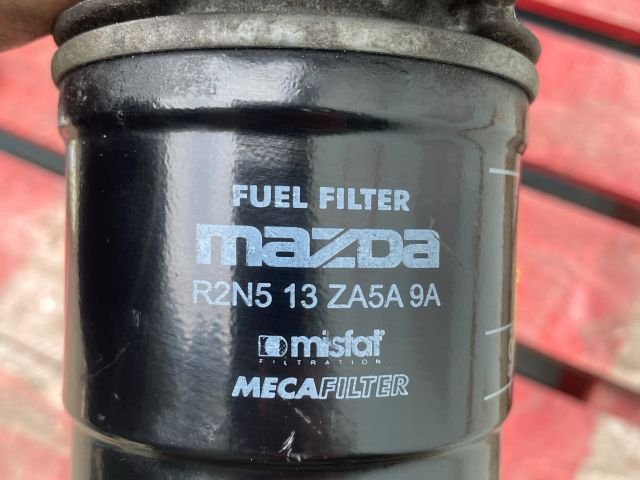 FUEL FILTER
mazda
R2N5 13 ZA5A 9A
misfat
FILTRATION
MECAFILTER